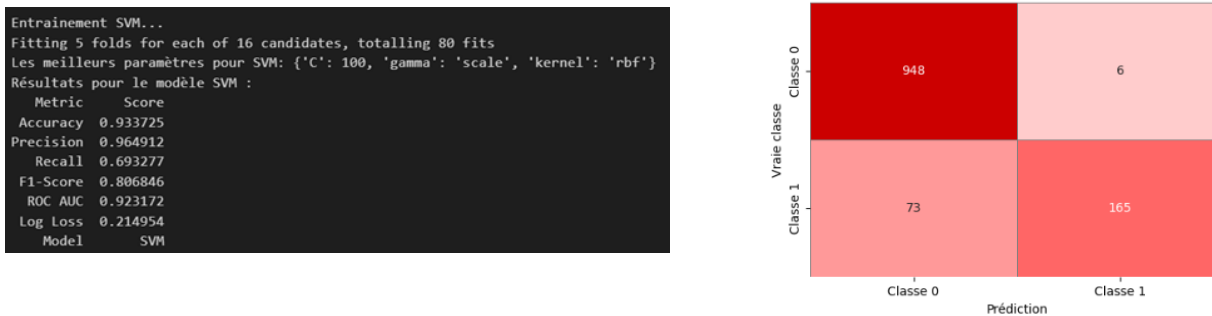 Entrainement SVM...
Fitting 5 folds for each of 16 candidates, totalling 80 fits
Les meilleurs paramètres pour SVM: {'C': 100, 'gamma': 'scale', 'kernel': 'rbf'}
Résultats pour le modèle SVM :
Metric Score
Accuracy 0.933725
Precision 0.964912
Recall 0.693277
F1-Score 0.806846
ROC AUC 0.923172
Log Loss 0.214954
Model SVM
Vraie classe
Classe 0
948 6
Classe 1
73 165
Classe 0 Classe 1
Prédiction